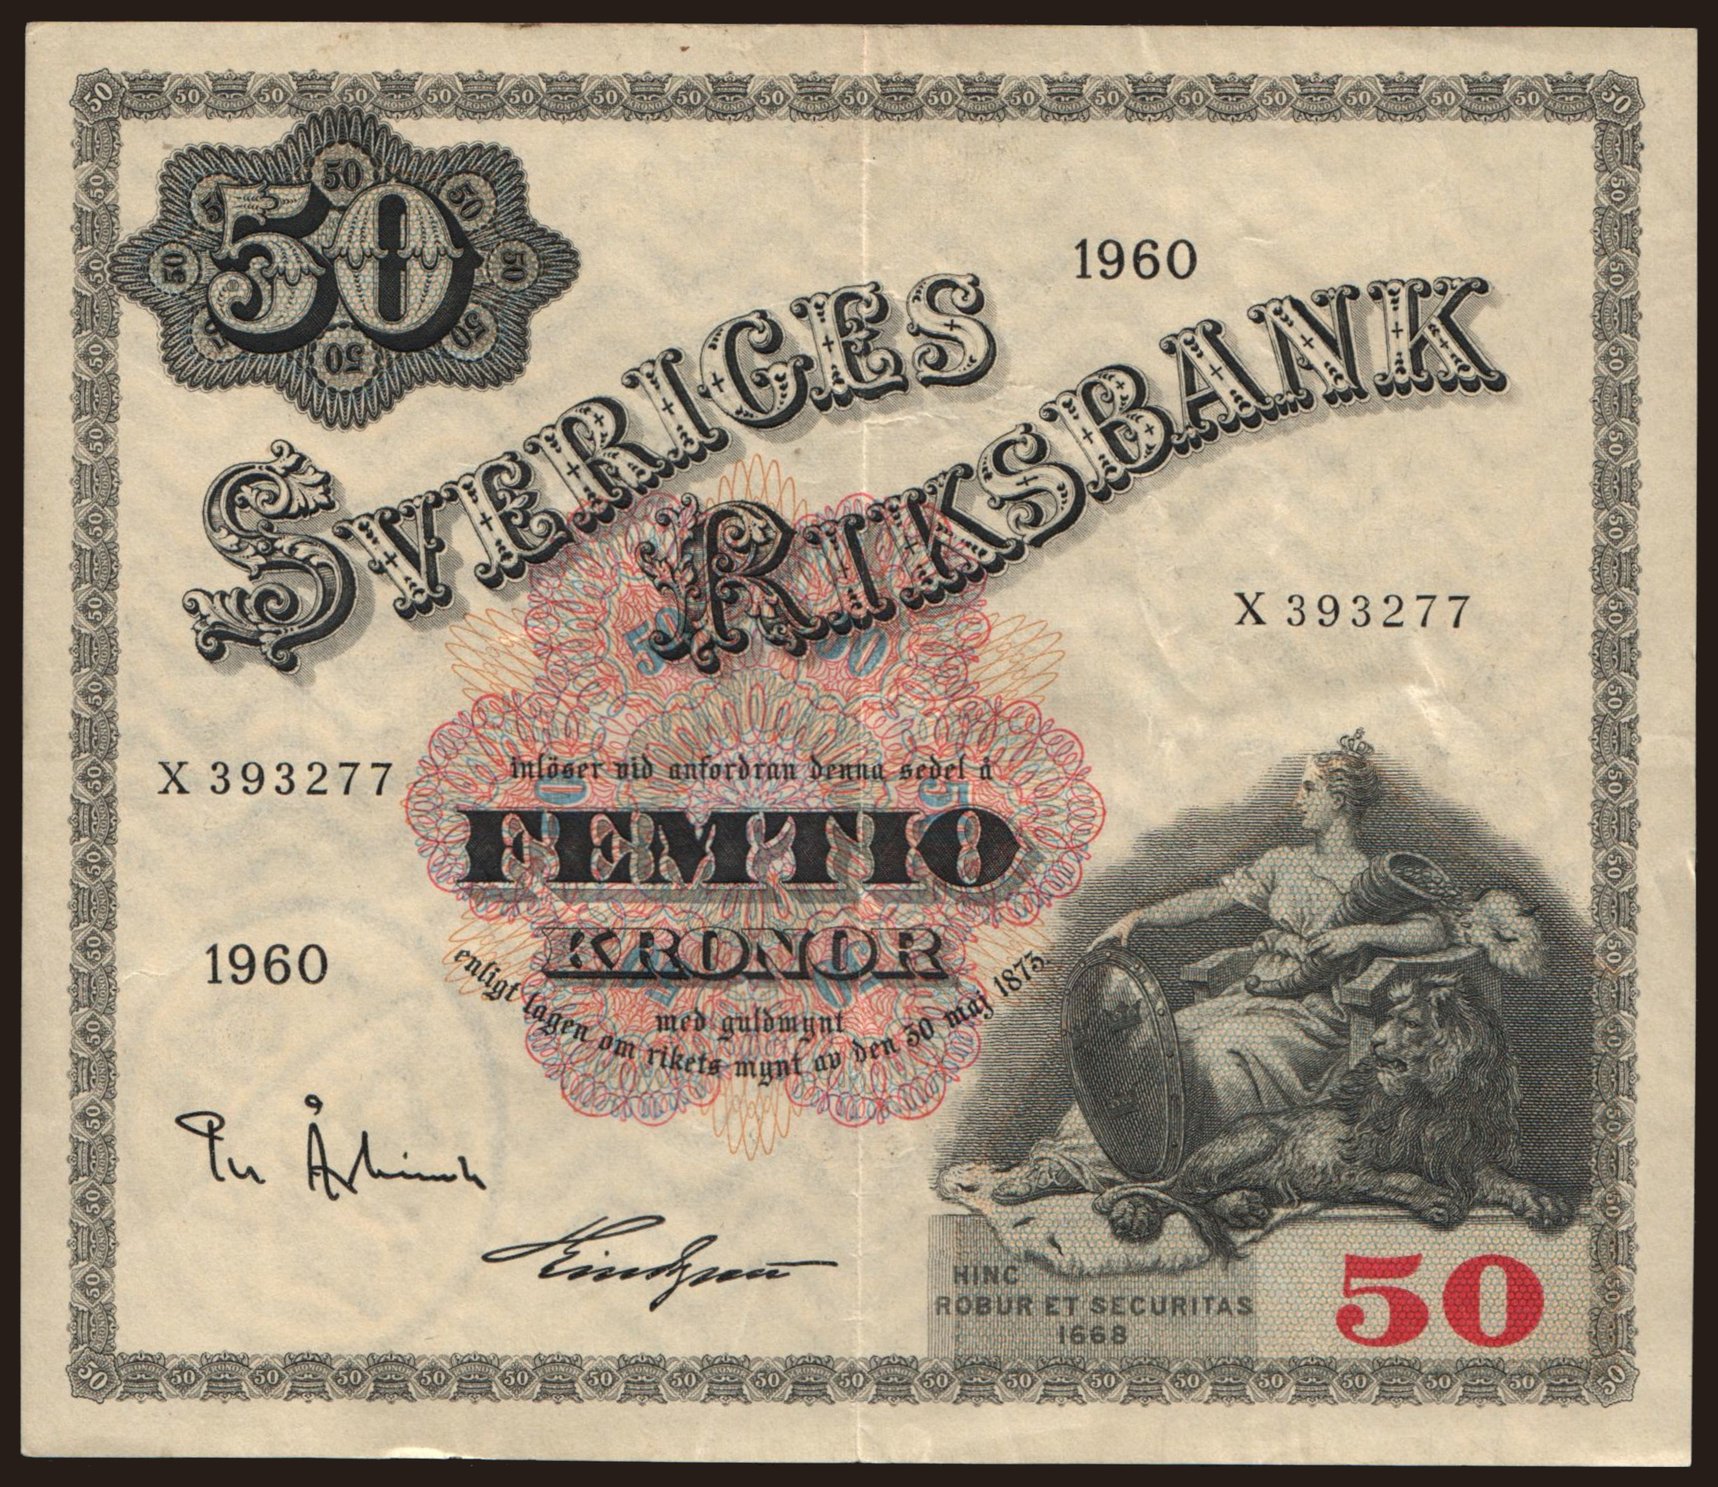 50
1960
SVERIGES
RIKSBANK
X 393277
X 393277
inlöser vid anfordran denna sedel å
FEMTIO
KRONOR
1960
med guldmynt
enligt lagen om rikets mynt av den 30 maj 1873
HINC
ROBUR ET SECURITAS
1668
50